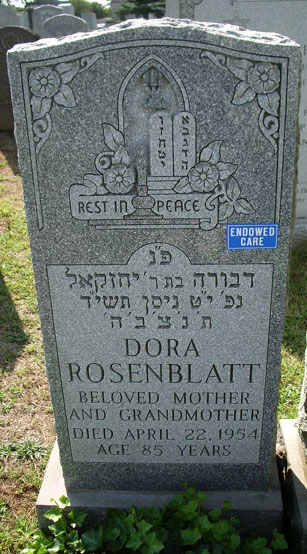 ו א
ז ב
ח ג
ט ד
י ה
REST IN PEACE
ENDOWED
CARE
פ״נ
דבורה בת ר׳ יחזקאל
נפ׳ י״ט ניסן תשי״ד
ת׳ נ׳ צ׳ ב׳ ה׳
DORA
ROSENBLATT
BELOVED MOTHER
AND GRANDMOTHER
DIED APRIL 22, 1954
AGE 85 YEARS